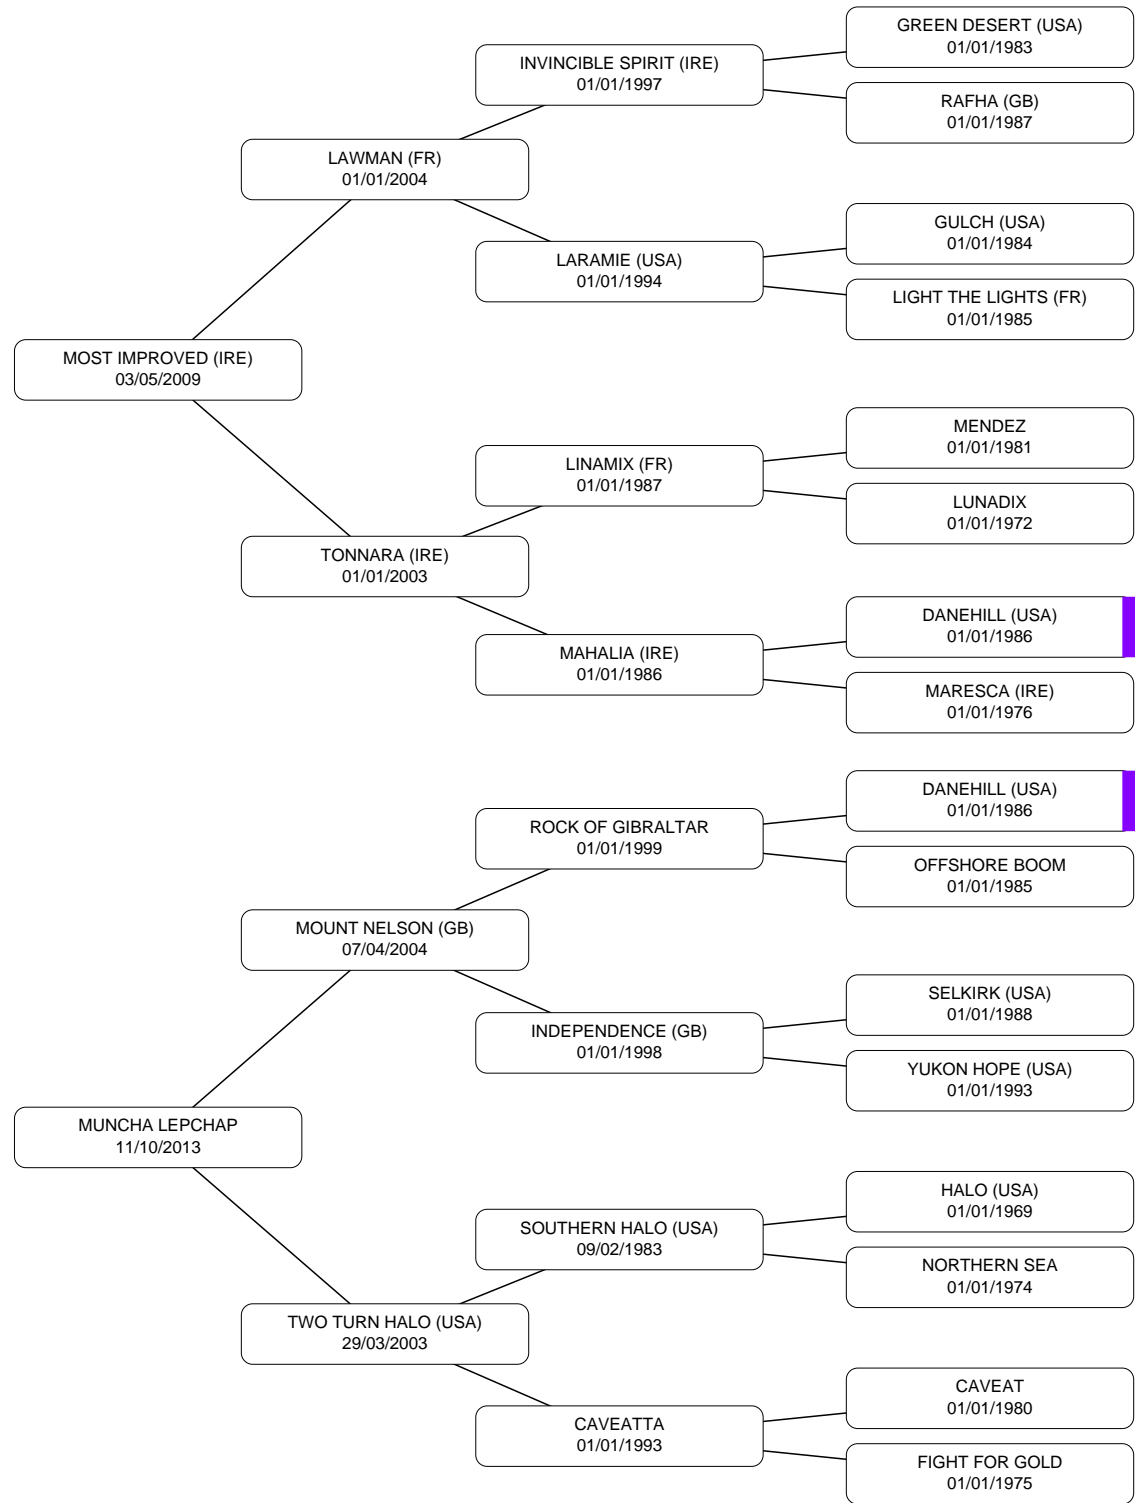 GREEN DESERT (USA)
01/01/1983
INVINCIBLE SPIRIT (IRE)
01/01/1997
RAFHA (GB)
01/01/1987
LAWMAN (FR)
01/01/2004
GULCH (USA)
01/01/1984
LARAMIE (USA)
01/01/1994
LIGHT THE LIGHTS (FR)
01/01/1985
MOST IMPROVED (IRE)
03/05/2009
MENDEZ
01/01/1981
LINAMIX (FR)
01/01/1987
LUNADIX
01/01/1972
TONNARA (IRE)
01/01/2003
DANEHILL (USA)
01/01/1986
MAHALIA (IRE)
01/01/1986
MARESCA (IRE)
01/01/1976
DANEHILL (USA)
01/01/1986
ROCK OF GIBRALTAR
01/01/1999
OFFSHORE BOOM
01/01/1985
MOUNT NELSON (GB)
07/04/2004
SELKIRK (USA)
01/01/1988
INDEPENDENCE (GB)
01/01/1998
YUKON HOPE (USA)
01/01/1993
MUNCHA LEPCHAP
11/10/2013
HALO (USA)
01/01/1969
SOUTHERN HALO (USA)
09/02/1983
NORTHERN SEA
01/01/1974
TWO TURN HALO (USA)
29/03/2003
CAVEAT
01/01/1980
CAVEATTA
01/01/1993
FIGHT FOR GOLD
01/01/1975